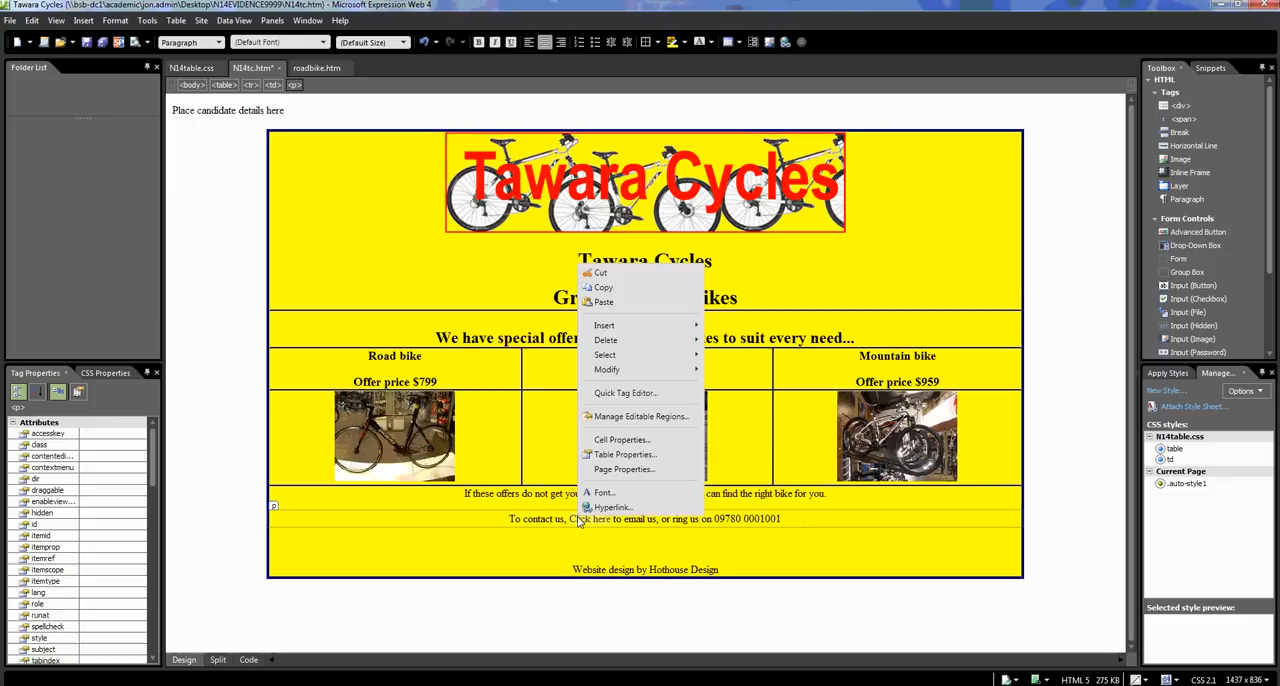 Tawara Cycles (\\bsb-dc1\academic\jon.admin\Desktop\N14EVIDENCE9999\N14tc.htm) - Microsoft Expression Web 4
File Edit View Insert Format Tools Table Site Data View Panels Window Help
Paragraph (Default Font) (Default Size)
Folder List
N14table.css N14tc.htm* roadbike.htm
<body> <table> <tr> <td> <p>
Place candidate details here
Tawara Cycles
Tawara Cycles
We have special offer
to suit every need...
Road bike
Mountain bike
Offer price $799
Offer price $959
If these offers do not get
can find the right bike for you.
p
To contact us, Click here to email us, or ring us on 09780 0001001
Website design by Hothouse Design
Cut
Copy
Paste
Insert
Delete
Select
Modify
Quick Tag Editor...
Manage Editable Regions...
Cell Properties...
Table Properties...
Page Properties...
Font...
Hyperlink...
Tag Properties CSS Properties
<p>
Attributes
accesskey
class
contentedi...
contextmenu
dir
draggable
enableview...
hidden
id
itemid
itemprop
itemref
itemscope
itemtype
lang
role
runat
spellcheck
style
subject
tabindex
Toolbox Snippets
HTML
Tags
<div>
<span>
Break
Horizontal Line
Image
Inline Frame
Layer
Paragraph
Form Controls
Advanced Button
Drop-Down Box
Form
Group Box
Input (Button)
Input (Checkbox)
Input (File)
Input (Hidden)
Input (Image)
Input (Password)
Apply Styles Manage...
New Style... Options
Attach Style Sheet...
CSS styles:
N14table.css
table
td
Current Page
.auto-style1
Selected style preview:
Design Split Code
HTML 5 275 KB CSS 2.1 1437 x 836